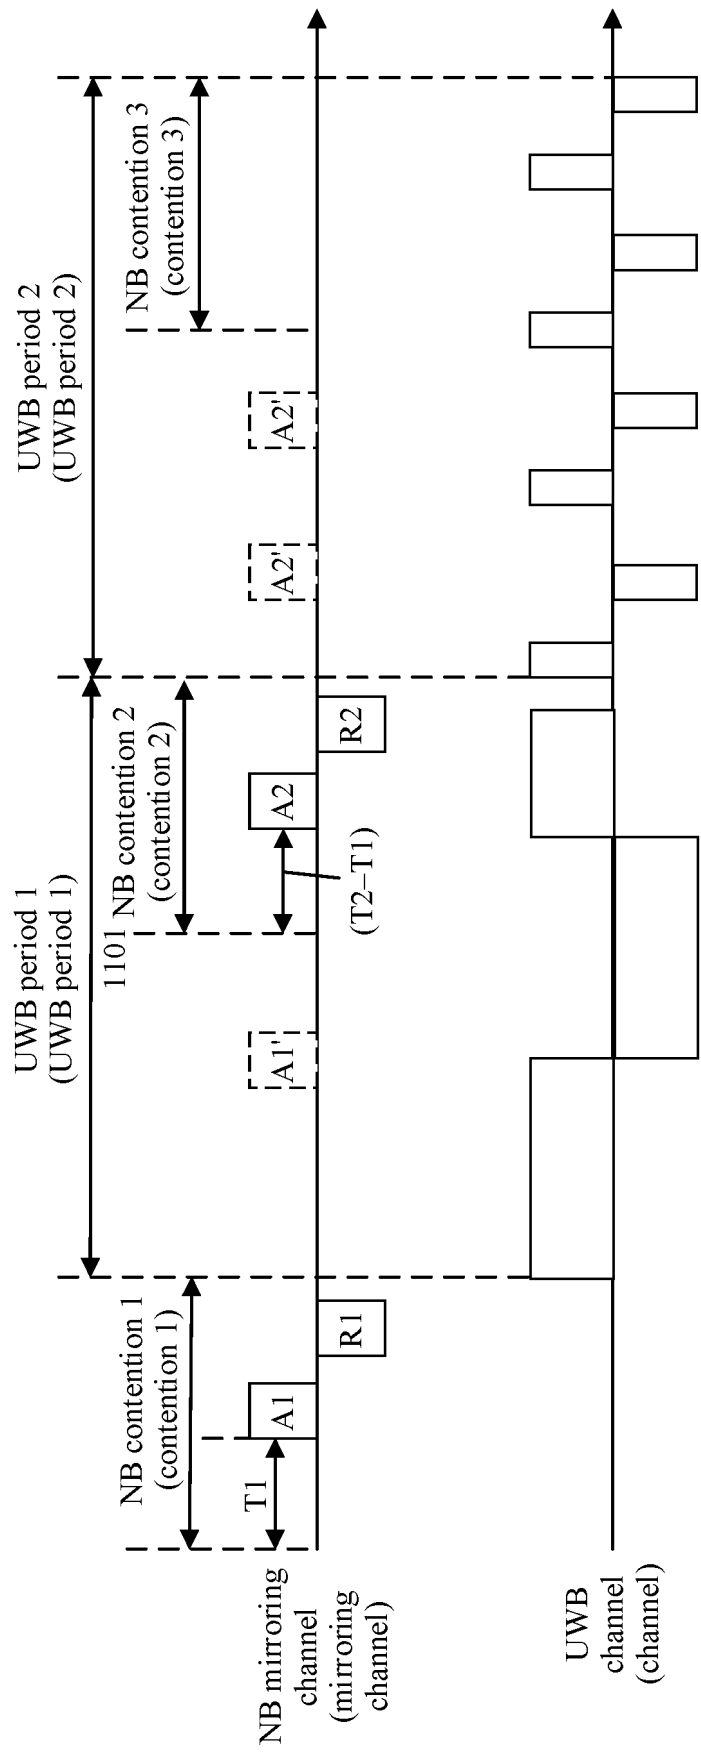 UWB period 1
(UWB period 1)
1101
UWB period 2
(UWB period 2)
NB contention 1
(contention 1)
NB contention 2
(contention 2)
NB contention 3
(contention 3)
T1
A1
A1'
A2
A2'
A2'
NB mirroring
channel
(mirroring
channel)
R1
(T2–T1)
R2
UWB
channel
(channel)